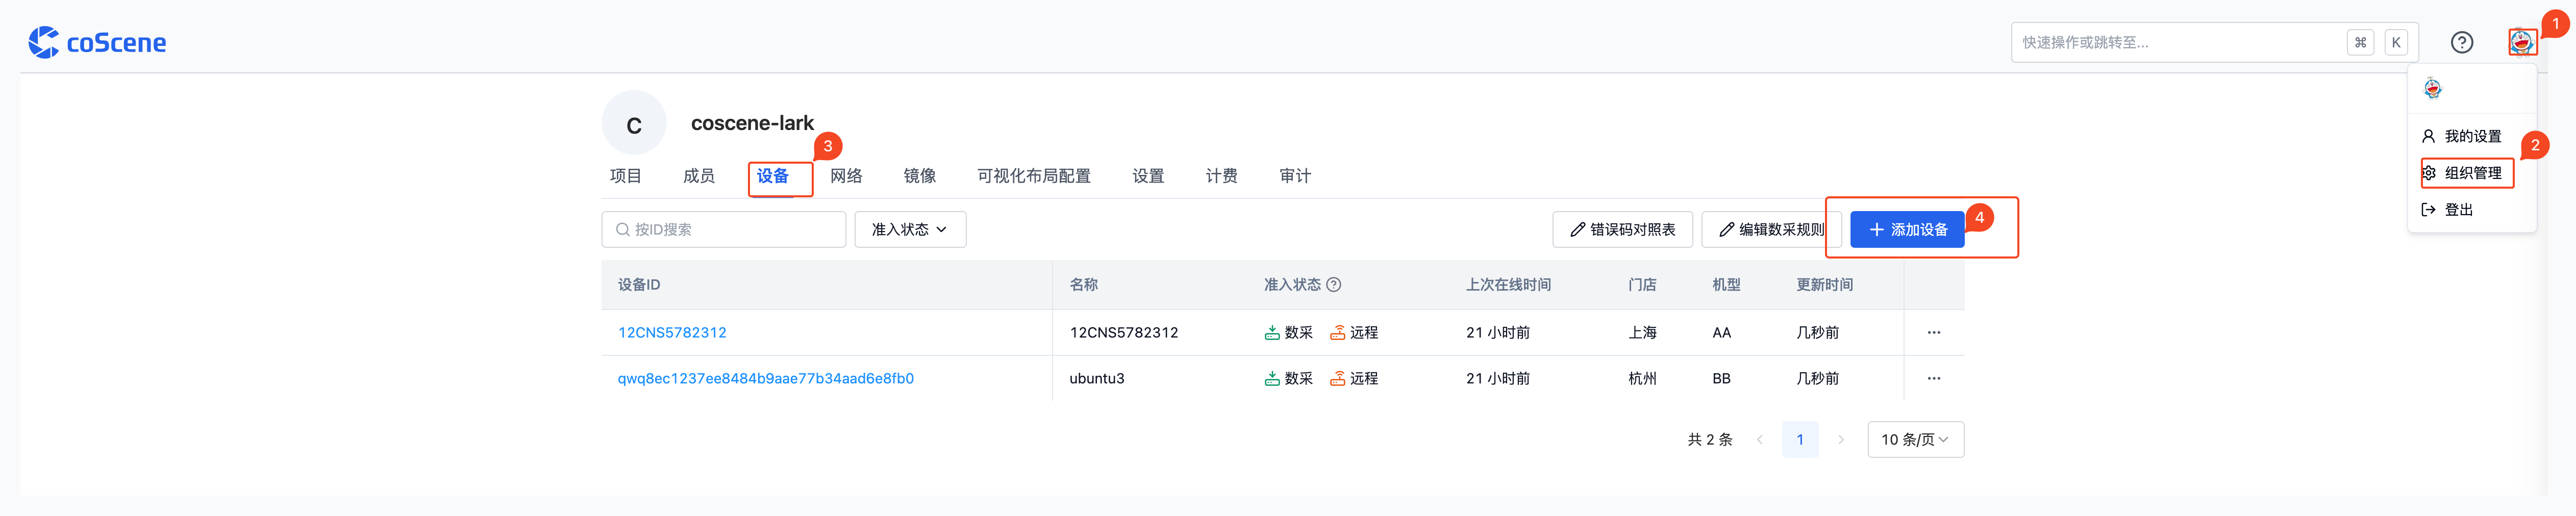 coScene
快速操作或跳转至...
⌘ K
1
C
coscene-lark
我的设置
2
组织管理
登出
3
项目 成员 设备 网络 镜像 可视化布局配置 设置 计费 审计
按ID搜索 准入状态 错误码对照表 编辑数采规则 添加设备
4
设备ID 名称 准入状态 上次在线时间 门店 机型 更新时间
12CNS5782312 12CNS5782312 数采 远程 21 小时前 上海 AA 几秒前 ...
qwq8ec1237ee8484b9aae77b34aad6e8fb0 ubuntu3 数采 远程 21 小时前 杭州 BB 几秒前 ...
共 2 条 < 1 > 10 条/页